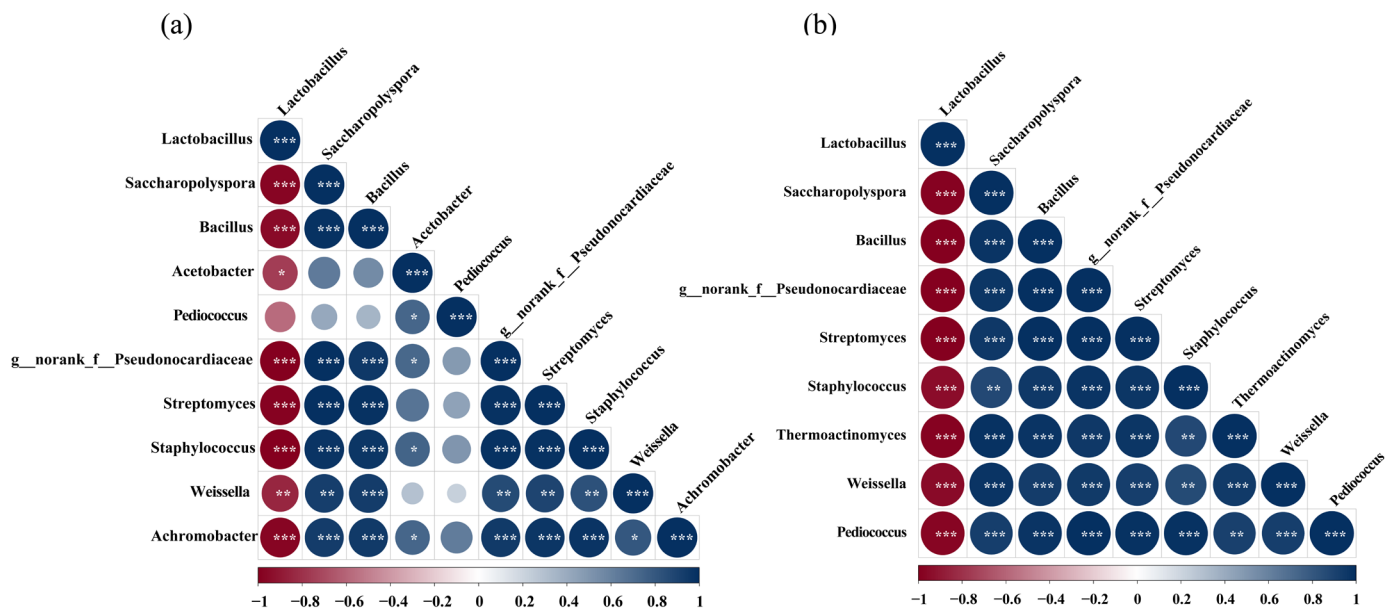 (a)
Lactobacillus
Saccharopolyspora
Bacillus
Acetobacter
Pediococcus
g__norank_f__Pseudonocardiaceae
Streptomyces
Staphylococcus
Weissella
Achromobacter
Lactobacillus ***
Saccharopolyspora *** ***
Bacillus *** *** ***
Acetobacter * ***
Pediococcus * ***
g__norank_f__Pseudonocardiaceae *** *** *** * ***
Streptomyces *** *** *** *** ***
Staphylococcus *** *** *** * *** *** ***
Weissella ** ** *** ** ** ** ***
Achromobacter *** *** *** * *** *** *** * ***
−1 −0.8 −0.6 −0.4 −0.2 0 0.2 0.4 0.6 0.8 1
(b)
Lactobacillus
Saccharopolyspora
Bacillus
g__norank_f__Pseudonocardiaceae
Streptomyces
Staphylococcus
Thermoactinomyces
Weissella
Pediococcus
Lactobacillus ***
Saccharopolyspora *** ***
Bacillus *** *** ***
g__norank_f__Pseudonocardiaceae *** *** *** ***
Streptomyces *** *** *** *** ***
Staphylococcus *** ** *** *** *** ***
Thermoactinomyces *** *** *** *** *** ** ***
Weissella *** *** *** *** *** ** *** ***
Pediococcus *** *** *** *** *** *** ** *** ***
−1 −0.8 −0.6 −0.4 −0.2 0 0.2 0.4 0.6 0.8 1